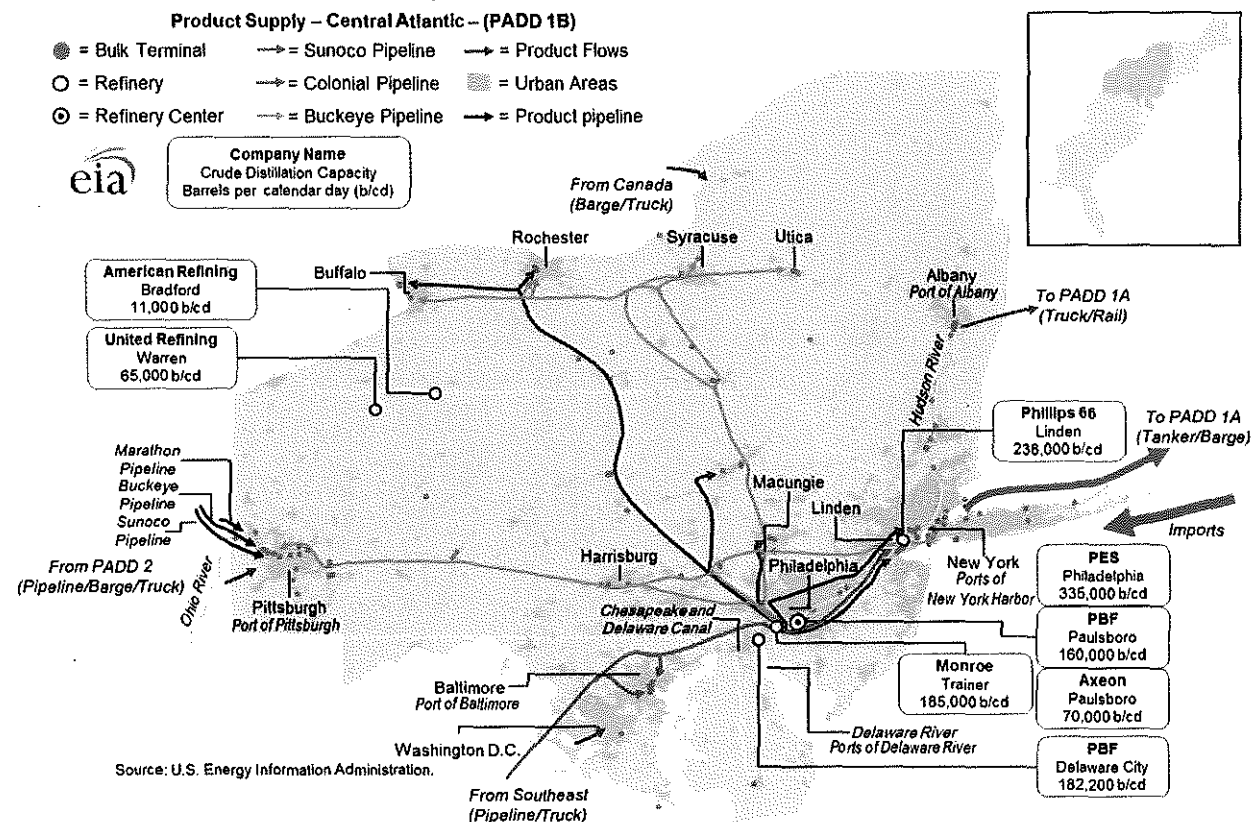 Product Supply – Central Atlantic – (PADD 1B)
= Bulk Terminal
= Sunoco Pipeline
= Product Flows
= Refinery
= Colonial Pipeline
= Urban Areas
= Refinery Center
= Buckeye Pipeline
= Product pipeline
eia
Company Name
Crude Distillation Capacity
Barrels per calendar day (b/cd)
From Canada
(Barge/Truck)
Rochester
Syracuse
Utica
Buffalo
American Refining
Bradford
11,000 b/cd
United Refining
Warren
65,000 b/cd
Albany
Port of Albany
To PADD 1A
(Truck/Rail)
Hudson River
Phillips 66
Linden
238,000 b/cd
To PADD 1A
(Tanker/Barge)
Imports
Marathon
Pipeline
Buckeye
Pipeline
Sunoco
Pipeline
From PADD 2
(Pipeline/Barge/Truck)
Ohio River
Pittsburgh
Port of Pittsburgh
Harrisburg
Macungie
Linden
Philadelphia
New York
Ports of
New York Harbor
Chesapeake and
Delaware Canal
PES
Philadelphia
335,000 b/cd
PBF
Paulsboro
160,000 b/cd
Monroe
Trainer
185,000 b/cd
Axeon
Paulsboro
70,000 b/cd
Baltimore
Port of Baltimore
Delaware River
Ports of Delaware River
Washington D.C.
PBF
Delaware City
182,200 b/cd
Source: U.S. Energy Information Administration.
From Southeast
(Pipeline/Truck)